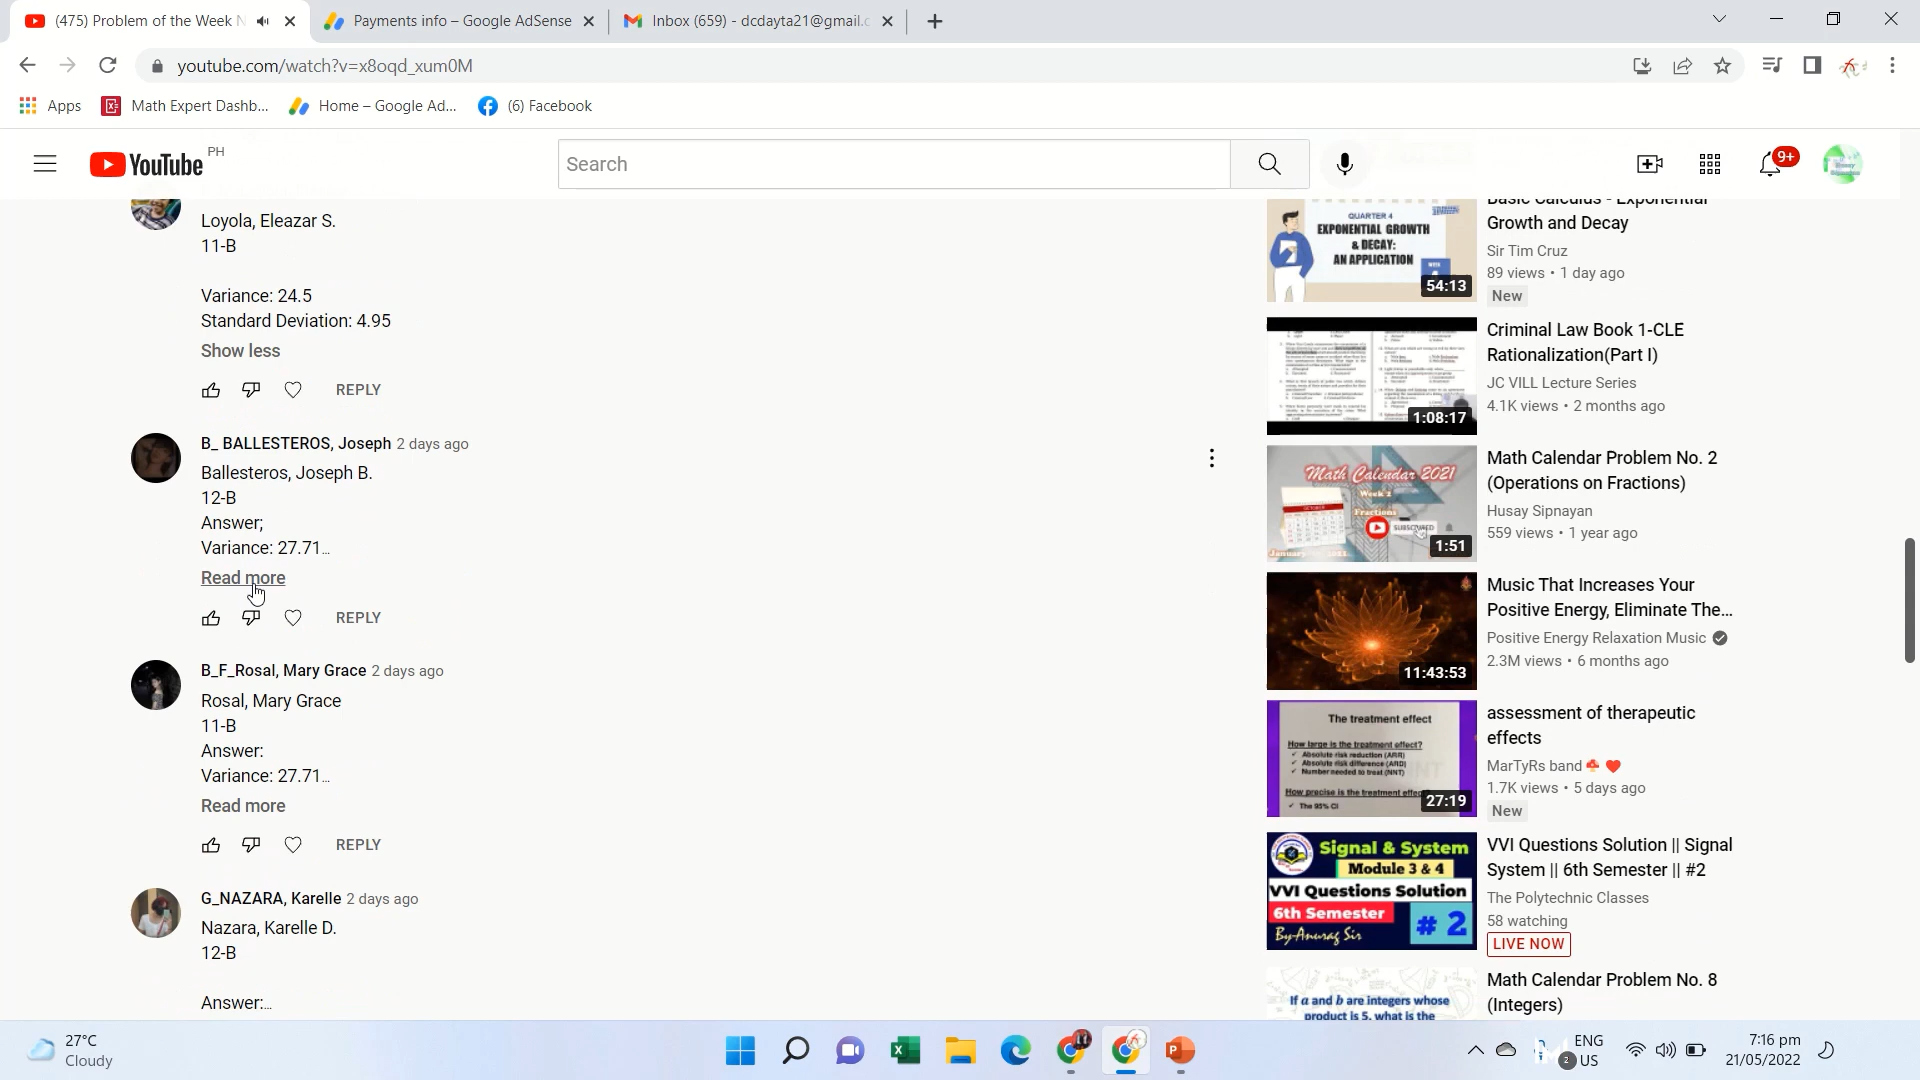 (475) Problem of the Week N
Payments info – Google AdSense
Inbox (659) - dcdayta21@gmail.c
youtube.com/watch?v=x8oqd_xum0M
Apps
Math Expert Dashb...
Home – Google Ad...
(6) Facebook
YouTube PH
Search
9+
Loyola, Eleazar S.
11-B
Variance: 24.5
Standard Deviation: 4.95
Show less
REPLY
B_ BALLESTEROS, Joseph 2 days ago
Ballesteros, Joseph B.
12-B
Answer;
Variance: 27.71...
Read more
REPLY
B_F_Rosal, Mary Grace 2 days ago
Rosal, Mary Grace
11-B
Answer:
Variance: 27.71...
Read more
REPLY
G_NAZARA, Karelle 2 days ago
Nazara, Karelle D.
12-B
Answer:...
QUARTER 4
EXPONENTIAL GROWTH
& DECAY:
AN APPLICATION
WEEK
54:13
Basic Calculus - Exponential
Growth and Decay
Sir Tim Cruz
89 views • 1 day ago
New
1:08:17
Criminal Law Book 1-CLE
Rationalization(Part I)
JC VILL Lecture Series
4.1K views • 2 months ago
Math Calendar 2021
Week 2
Fractions
SUBSCRIBED
1:51
Math Calendar Problem No. 2
(Operations on Fractions)
Husay Sipnayan
559 views • 1 year ago
11:43:53
Music That Increases Your
Positive Energy, Eliminate The...
Positive Energy Relaxation Music
2.3M views • 6 months ago
The treatment effect
How large is the treatment effect?
✓ Absolute risk reduction (ARR)
✓ Absolute risk difference (ARD)
✓ Number needed to treat (NNT)
How precise is the treatment effec
✓ The 95% CI
27:19
assessment of therapeutic
effects
MarTyRs band
1.7K views • 5 days ago
New
Signal & System
Module 3 & 4
VVI Questions Solution
6th Semester # 2
By-Anurag Sir
VVI Questions Solution || Signal
System || 6th Semester || #2
The Polytechnic Classes
58 watching
LIVE NOW
If a and b are integers whose
product is 5, what is the
Math Calendar Problem No. 8
(Integers)
27°C
Cloudy
2
ENG
US
7:16 pm
21/05/2022